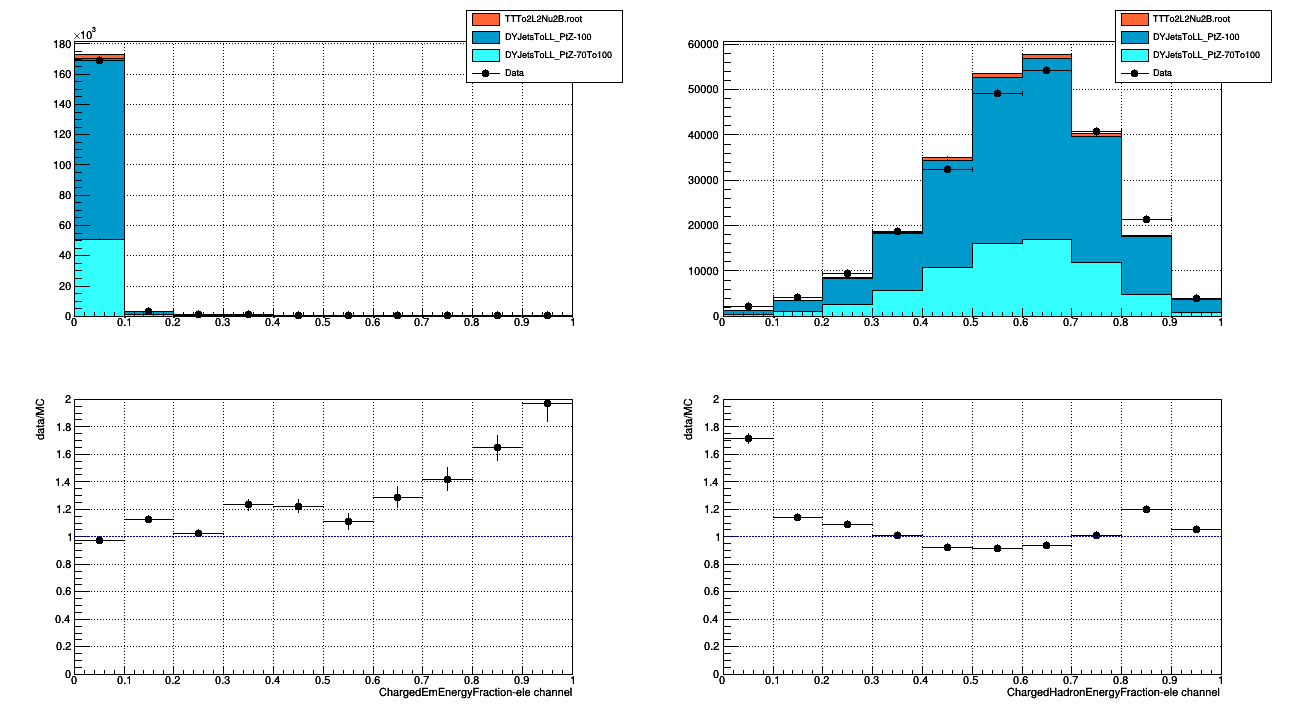 TTTo2L2Nu2B.root
DYJetsToLL_PtZ-100
DYJetsToLL_PtZ-70To100
Data
×10³
180
160
140
120
100
80
60
40
20
0
0 0.1 0.2 0.3 0.4 0.5 0.6 0.7 0.8 0.9 1
TTTo2L2Nu2B.root
DYJetsToLL_PtZ-100
DYJetsToLL_PtZ-70To100
Data
60000
50000
40000
30000
20000
10000
0
0 0.1 0.2 0.3 0.4 0.5 0.6 0.7 0.8 0.9 1
data/MC
2
1.8
1.6
1.4
1.2
1
0.8
0.6
0.4
0.2
0
0 0.1 0.2 0.3 0.4 0.5 0.6 0.7 0.8 0.9 1
ChargedEmEnergyFraction-ele channel
data/MC
2
1.8
1.6
1.4
1.2
1
0.8
0.6
0.4
0.2
0
0 0.1 0.2 0.3 0.4 0.5 0.6 0.7 0.8 0.9 1
ChargedHadronEnergyFraction-ele channel